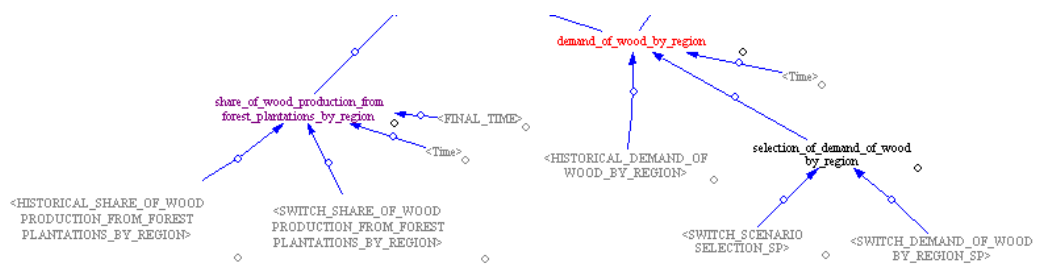 share_of_wood_production_from
forest_plantations_by_region
<FINAL_TIME>
<Time>
<HISTORICAL_SHARE_OF_WOOD
PRODUCTION_FROM_FOREST
PLANTATIONS_BY_REGION>
<SWITCH_SHARE_OF_WOOD
PRODUCTION_FROM_FOREST
PLANTATIONS_BY_REGION>
demand_of_wood_by_region
<Time>
<HISTORICAL_DEMAND_OF
WOOD_BY_REGION>
selection_of_demand_of_wood
by_region
<SWITCH_SCENARIO
SELECTION_SP>
<SWITCH_DEMAND_OF_WOOD
BY_REGION_SP>